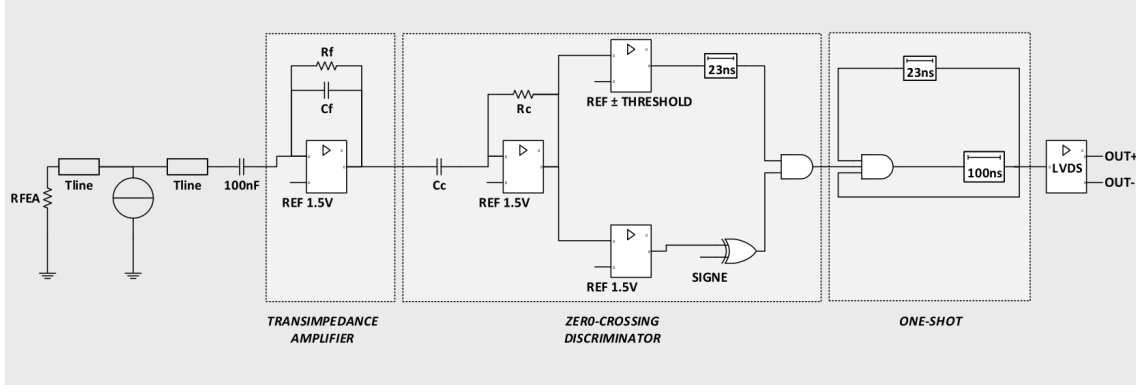 Rf
Cf
REF 1.5V
RFEA
Tline
Tline
100nF
TRANSIMPEDANCE
AMPLIFIER
Rc
Cc
REF 1.5V
REF ± THRESHOLD
23ns
REF 1.5V
SIGNE
ZER0-CROSSING
DISCRIMINATOR
23ns
100ns
ONE-SHOT
LVDS
OUT+
OUT-